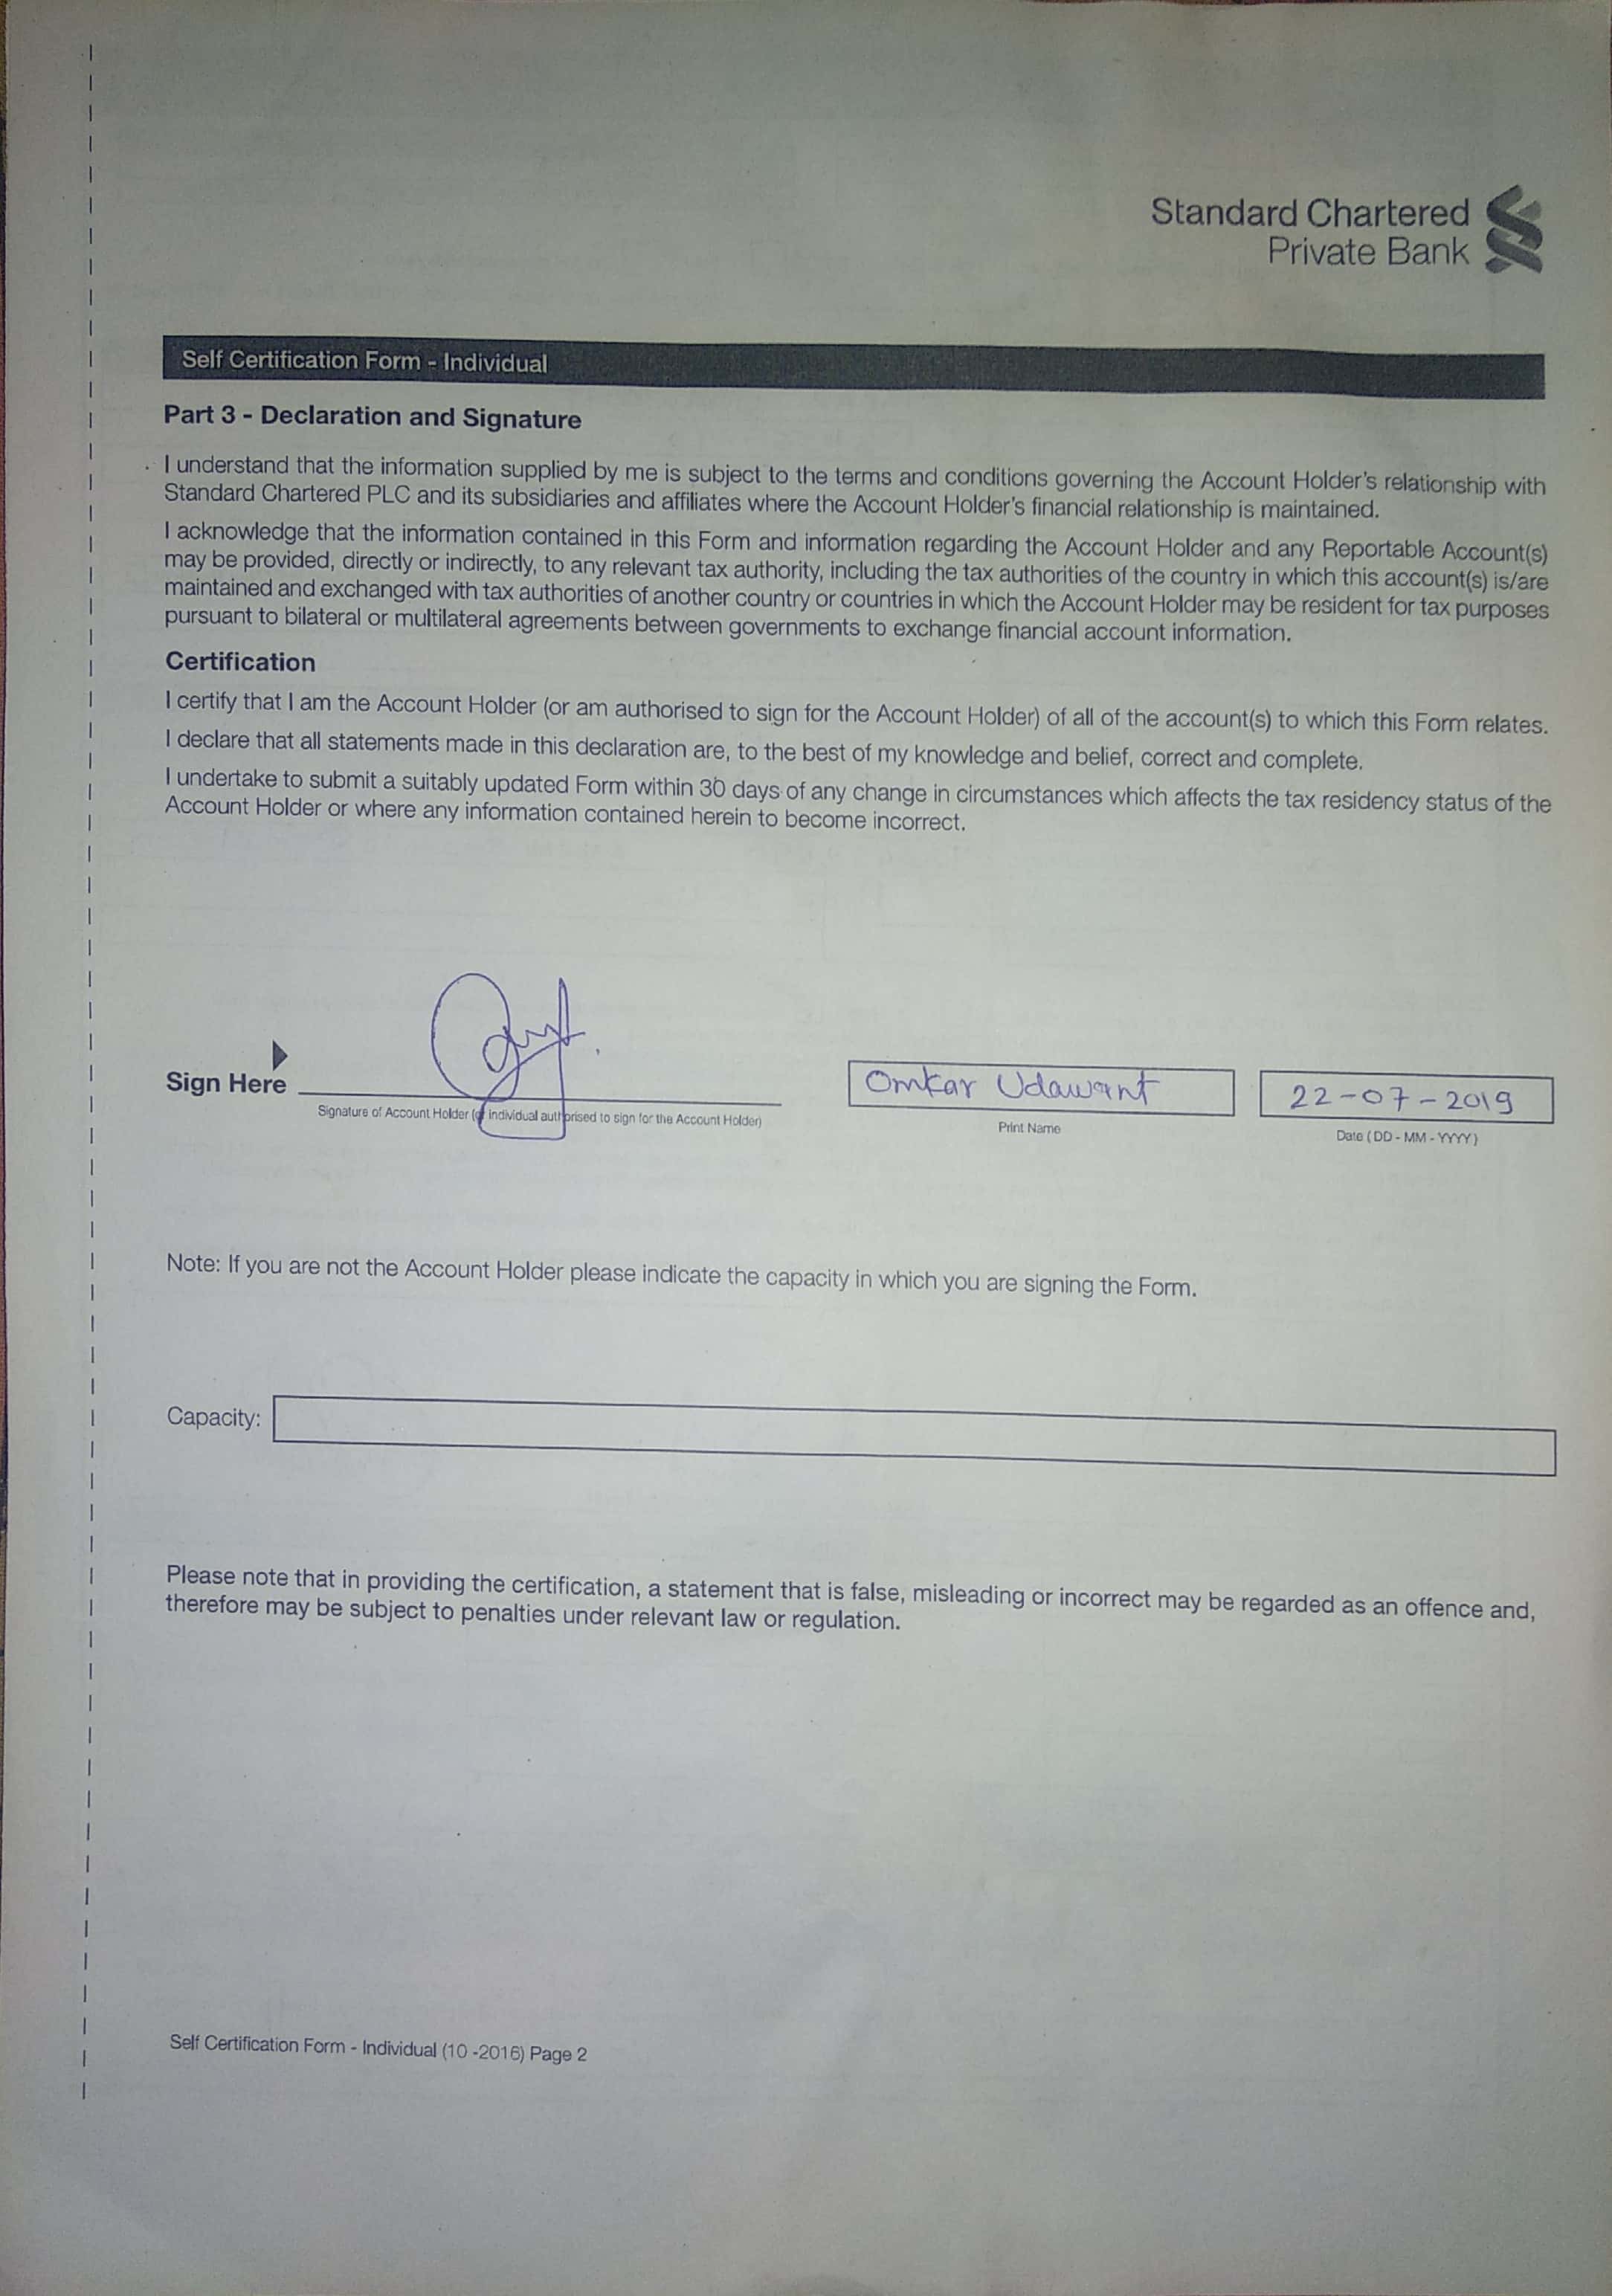 Standard Chartered
Private Bank
Self Certification Form - Individual
Part 3 - Declaration and Signature
I understand that the information supplied by me is subject to the terms and conditions governing the Account Holder's relationship with
Standard Chartered PLC and its subsidiaries and affiliates where the Account Holder's financial relationship is maintained.
I acknowledge that the information contained in this Form and information regarding the Account Holder and any Reportable Account(s)
may be provided, directly or indirectly, to any relevant tax authority, including the tax authorities of the country in which this account(s) is/are
maintained and exchanged with tax authorities of another country or countries in which the Account Holder may be resident for tax purposes
pursuant to bilateral or multilateral agreements between governments to exchange financial account information.
Certification
I certify that I am the Account Holder (or am authorised to sign for the Account Holder) of all of the account(s) to which this Form relates.
I declare that all statements made in this declaration are, to the best of my knowledge and belief, correct and complete.
I undertake to submit a suitably updated Form within 30 days of any change in circumstances which affects the tax residency status of the
Account Holder or where any information contained herein to become incorrect.
Sign Here
Omkar Udawant
22-07-2019
Signature of Account Holder (or individual authorised to sign for the Account Holder)
Print Name
Date (DD - MM - YYYY)
Note: If you are not the Account Holder please indicate the capacity in which you are signing the Form.
Capacity:
Please note that in providing the certification, a statement that is false, misleading or incorrect may be regarded as an offence and,
therefore may be subject to penalties under relevant law or regulation.
Self Certification Form - Individual (10 -2016) Page 2